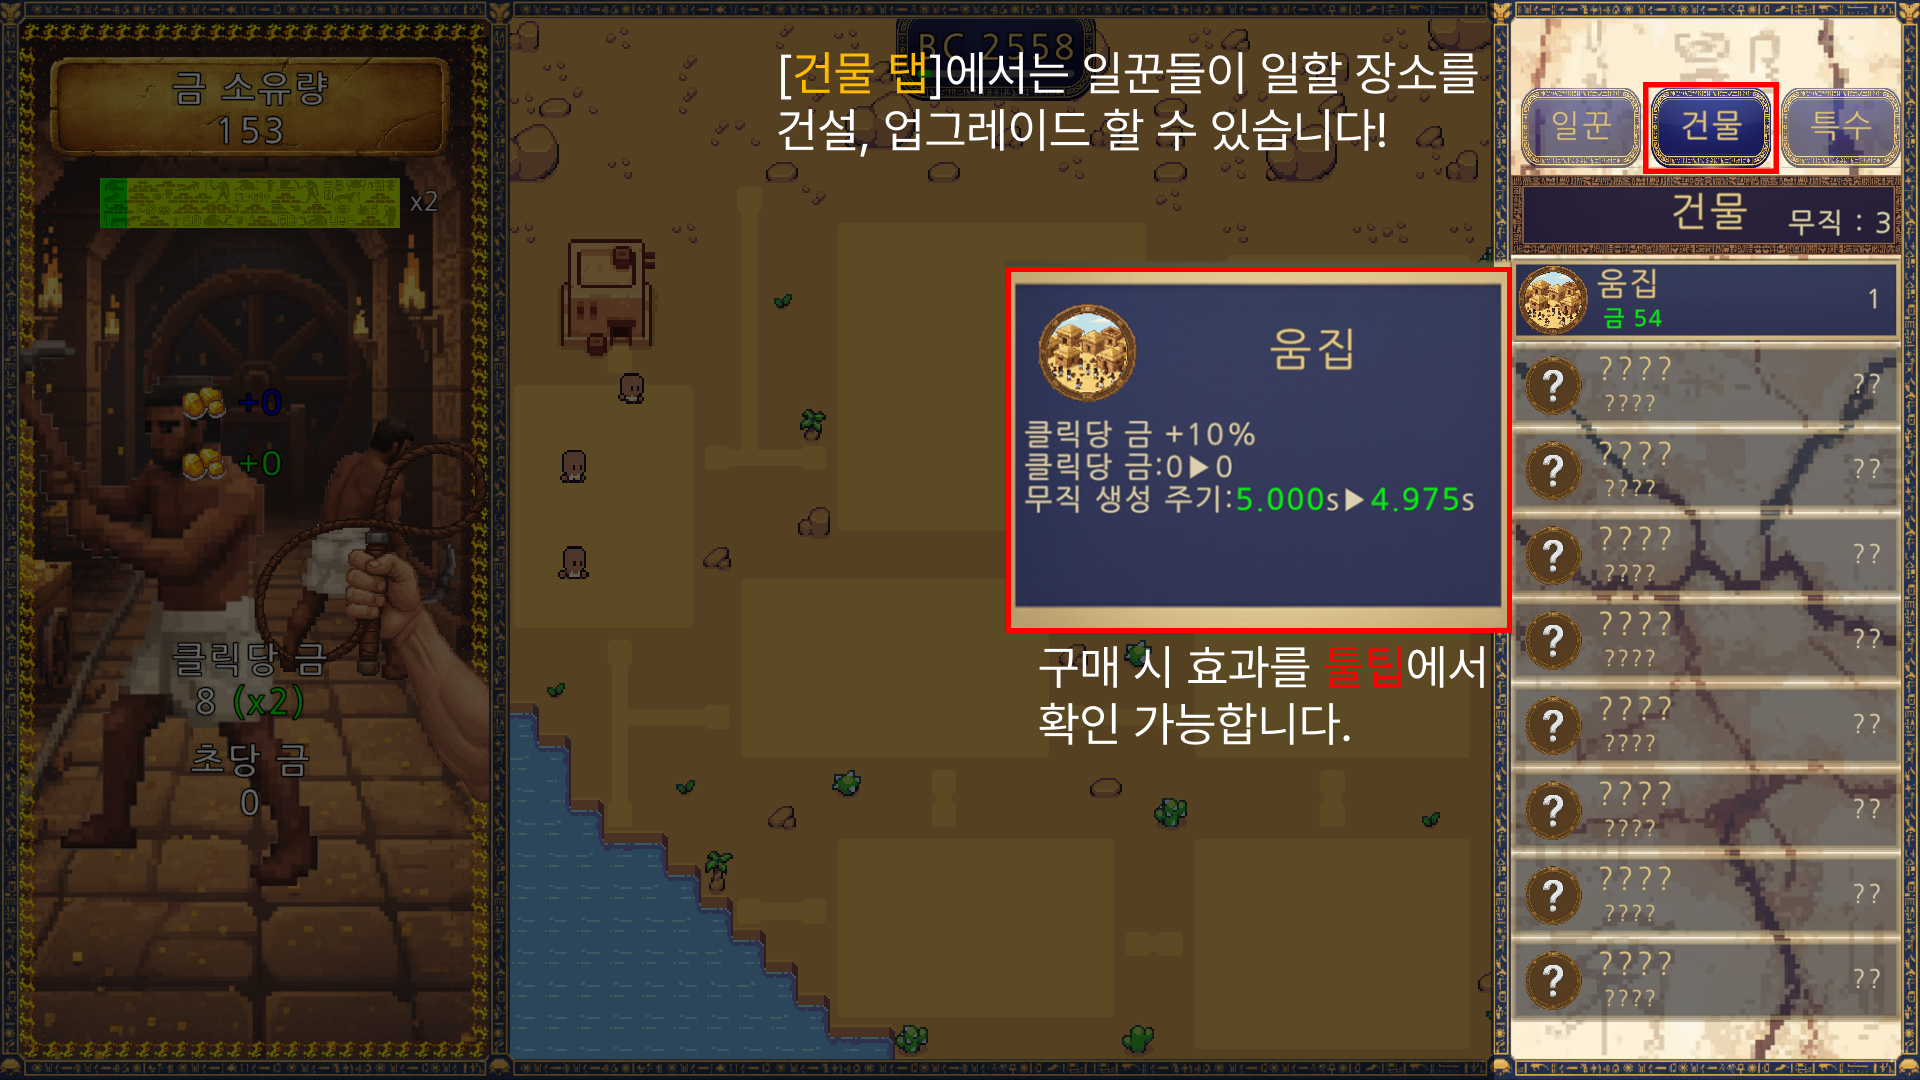 금 소유량
153
x2
+0
+0
클릭당 금
8 (x2)
초당 금
0
BC 2558
[건물 탭]에서는 일꾼들이 일할 장소를
건설, 업그레이드 할 수 있습니다!
움집
클릭당 금 +10%
클릭당 금:0▶0
무직 생성 주기:5.000s▶4.975s
구매 시 효과를 툴팁에서
확인 가능합니다.
일꾼 건물 특수
건물 무직 : 3
움집 1
금 54
???? ??
????
???? ??
????
???? ??
????
???? ??
????
???? ??
????
???? ??
????
???? ??
????
???? ??
????